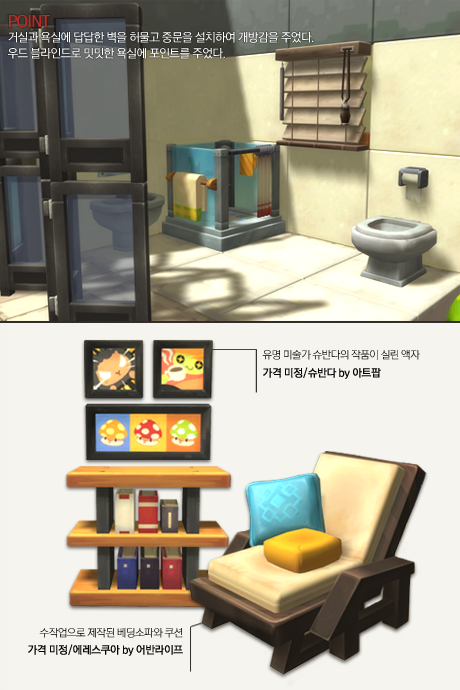 POINT
거실과 욕실에 답답한 벽을 허물고 중문을 설치하여 개방감을 주었다.
우드 블라인드로 밋밋한 욕실에 포인트를 주었다.
유명 미술가 슈반다의 작품이 실린 액자
가격 미정/슈반다 by 아트팝
수작업으로 제작된 베딩소파와 쿠션
가격 미정/에레스쿠아 by 어반라이프